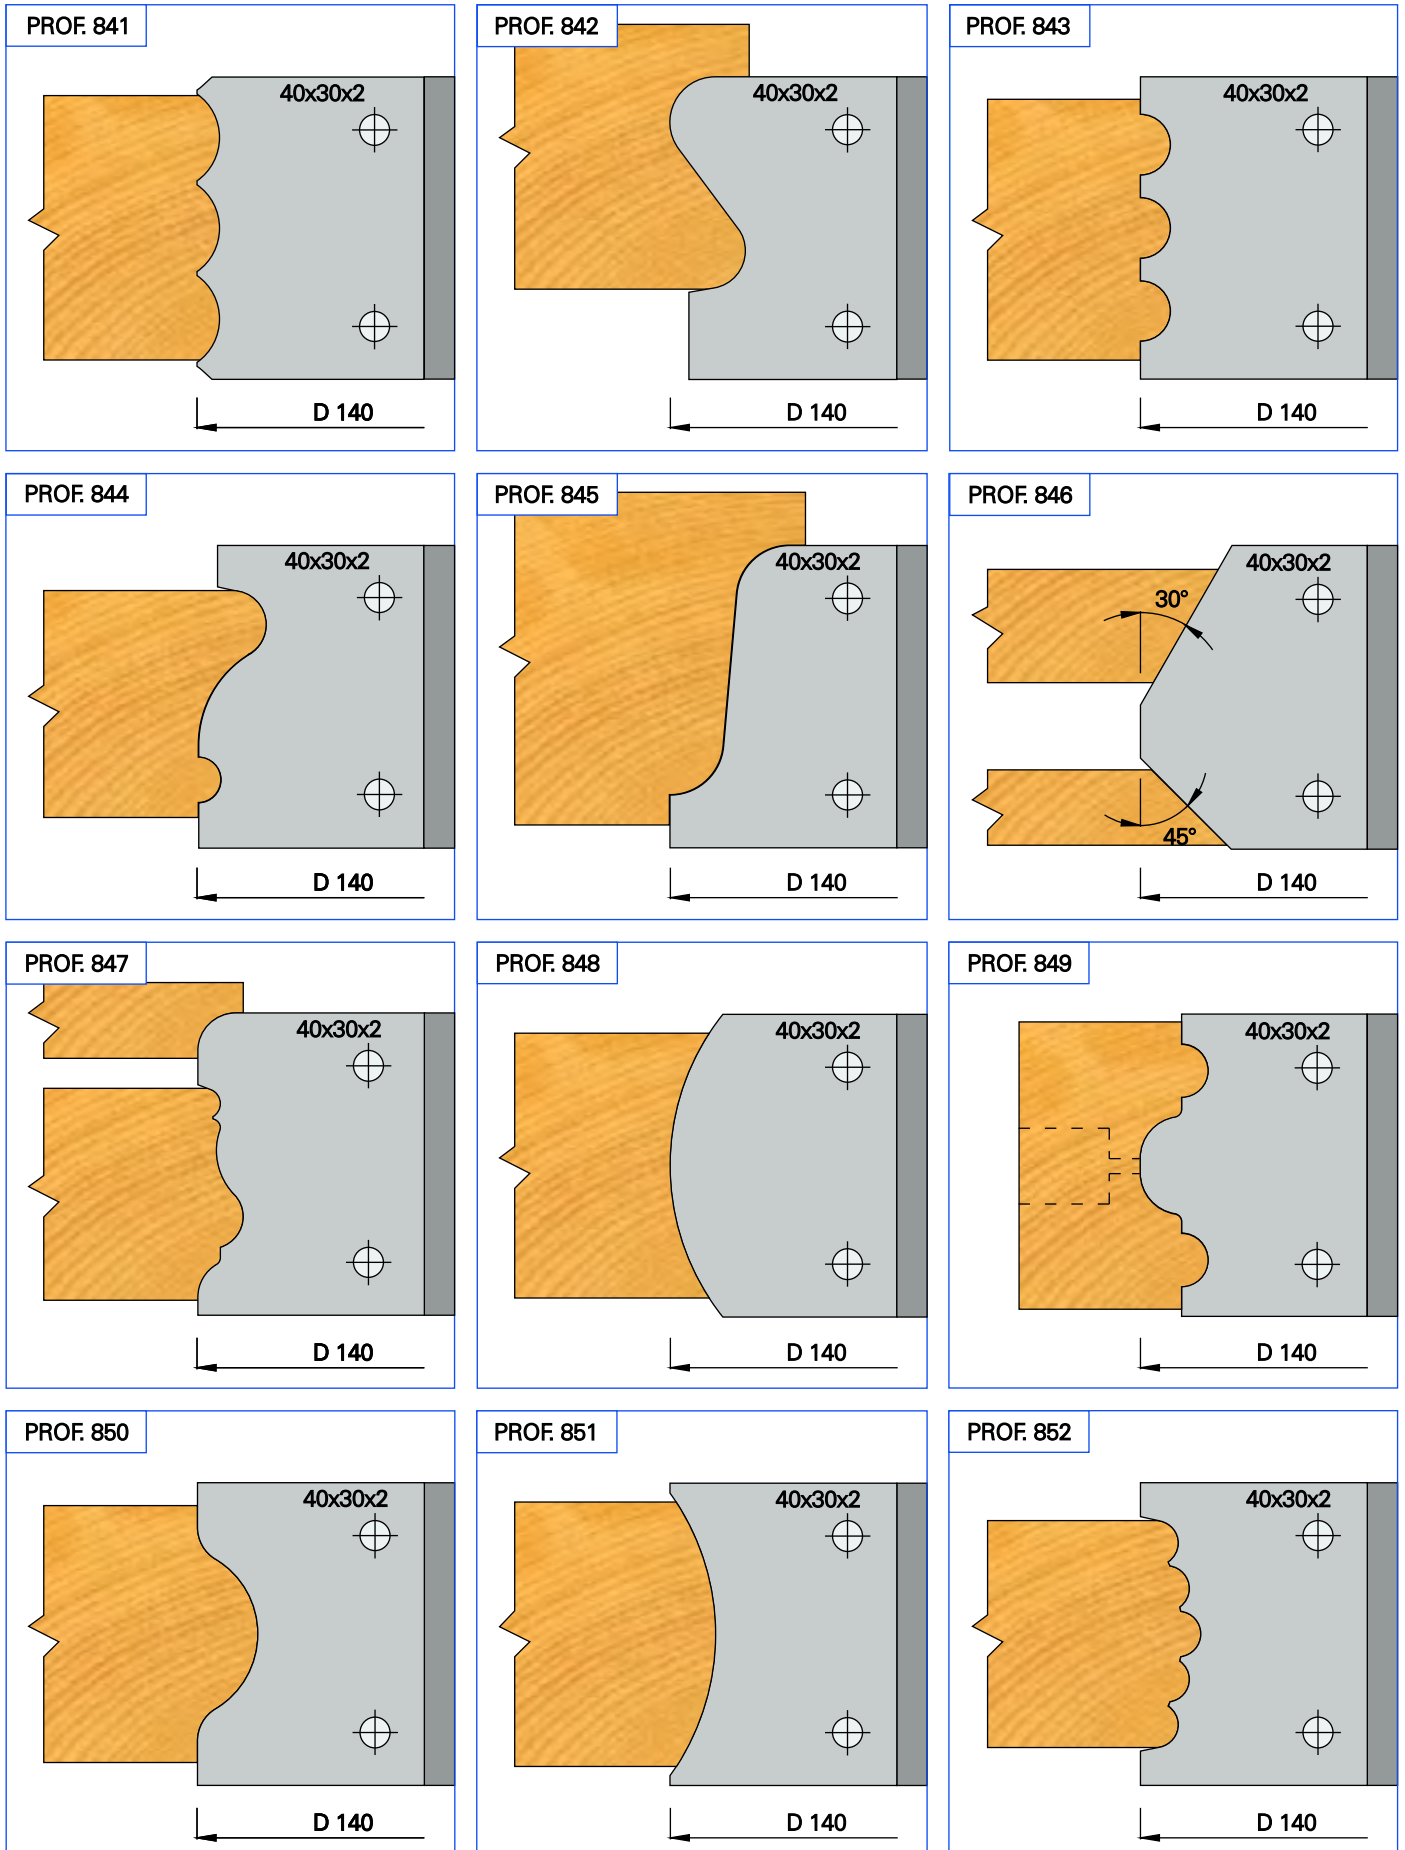 PROF. 841
40x30x2
D 140
PROF. 842
40x30x2
D 140
PROF. 843
40x30x2
D 140
PROF. 844
40x30x2
D 140
PROF. 845
40x30x2
D 140
PROF. 846
40x30x2
30°
45°
D 140
PROF. 847
40x30x2
D 140
PROF. 848
40x30x2
D 140
PROF. 849
40x30x2
D 140
PROF. 850
40x30x2
D 140
PROF. 851
40x30x2
D 140
PROF. 852
40x30x2
D 140